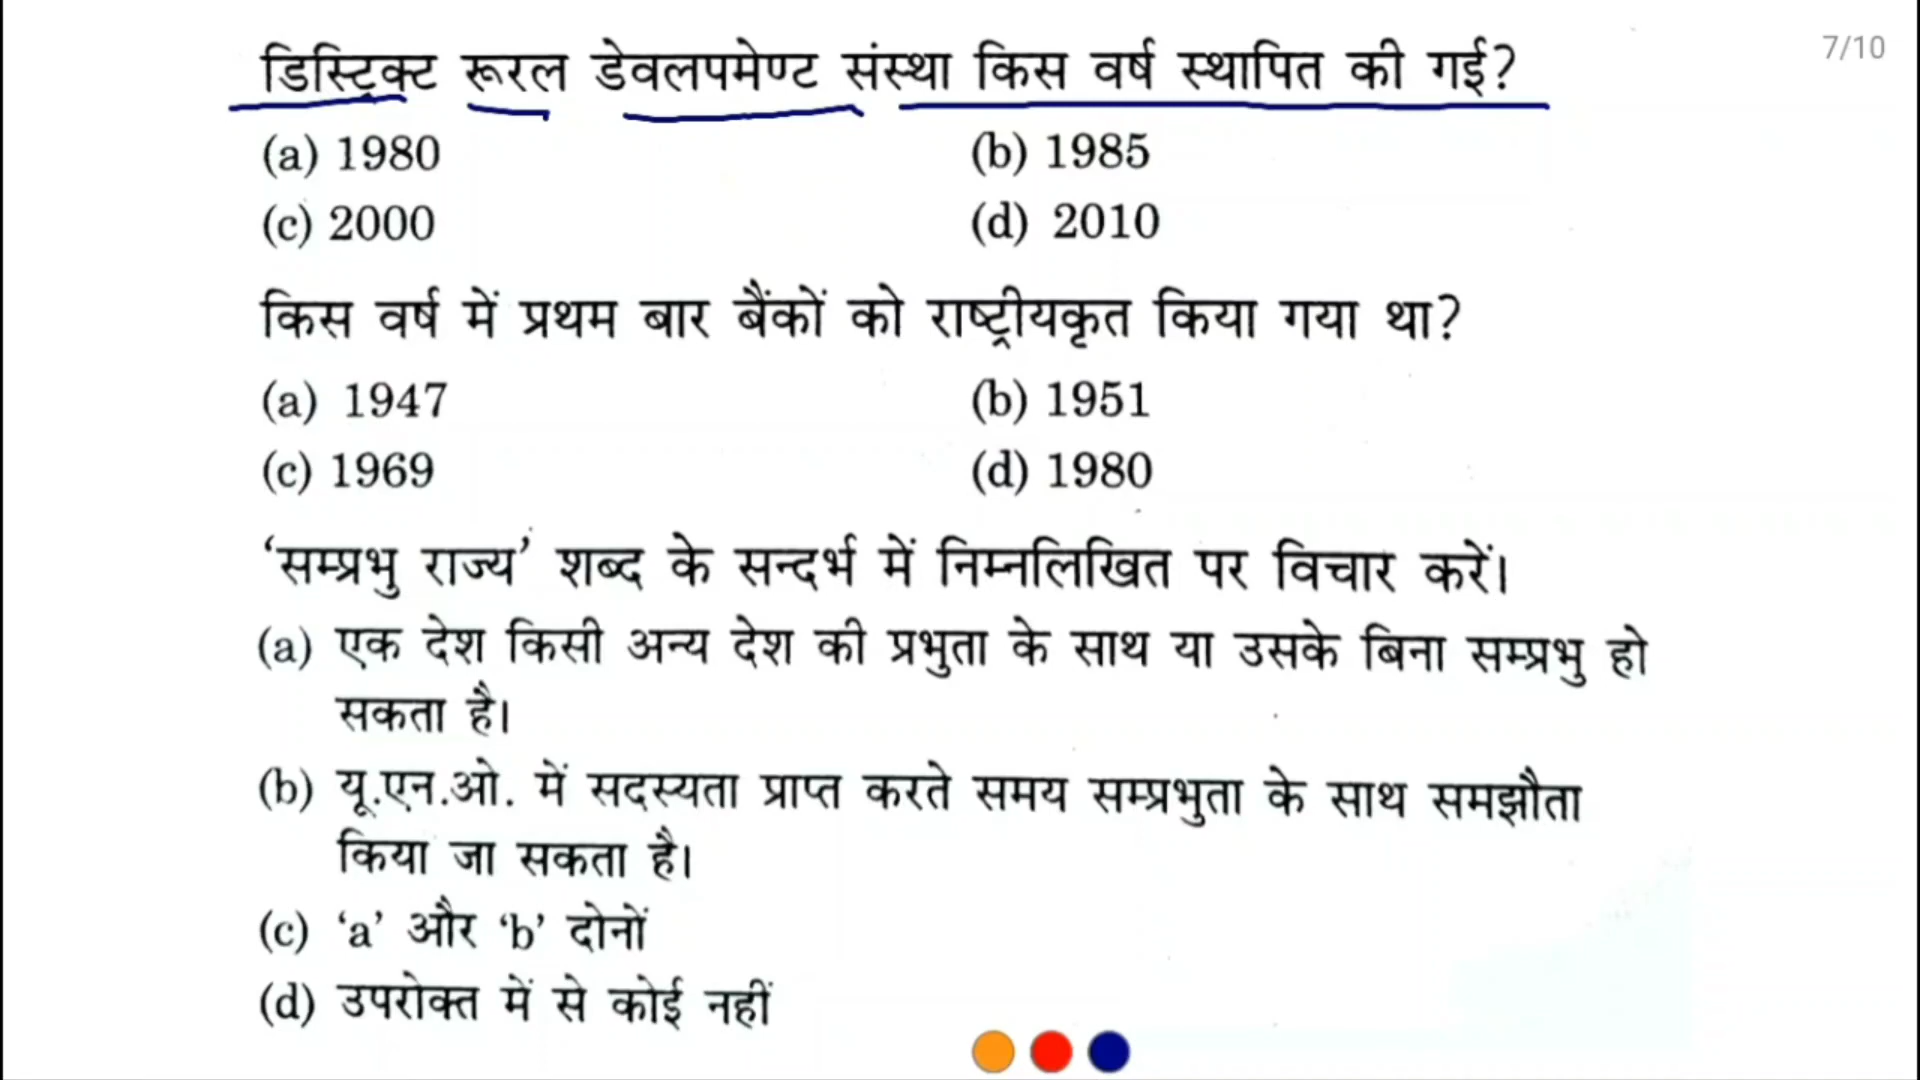 डिस्ट्रिक्ट रूरल डेवलपमेण्ट संस्था किस वर्ष स्थापित की गई?
7/10
(a) 1980 (b) 1985
(c) 2000 (d) 2010
किस वर्ष में प्रथम बार बैंकों को राष्ट्रीयकृत किया गया था?
(a) 1947 (b) 1951
(c) 1969 (d) 1980
‘सम्प्रभु राज्य’ शब्द के सन्दर्भ में निम्नलिखित पर विचार करें।
(a) एक देश किसी अन्य देश की प्रभुता के साथ या उसके बिना सम्प्रभु हो
सकता है।
(b) यू.एन.ओ. में सदस्यता प्राप्त करते समय सम्प्रभुता के साथ समझौता
किया जा सकता है।
(c) ‘a’ और ‘b’ दोनों
(d) उपरोक्त में से कोई नहीं